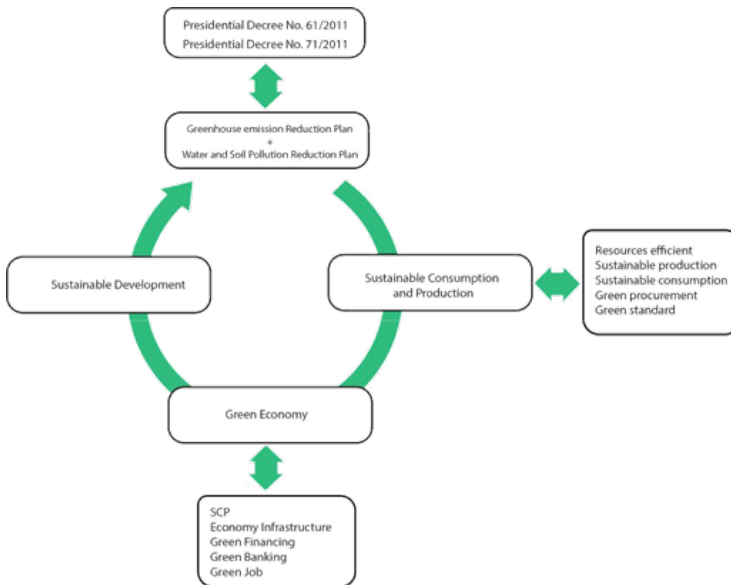 Presidential Decree No. 61/2011
Presidential Decree No. 71/2011
Greenhouse emission Reduction Plan
+
Water and Soil Pollution Reduction Plan
Sustainable Development
Sustainable Consumption
and Production
Resources efficient
Sustainable production
Sustainable consumption
Green procurement
Green standard
Green Economy
SCP
Economy Infrastructure
Green Financing
Green Banking
Green Job